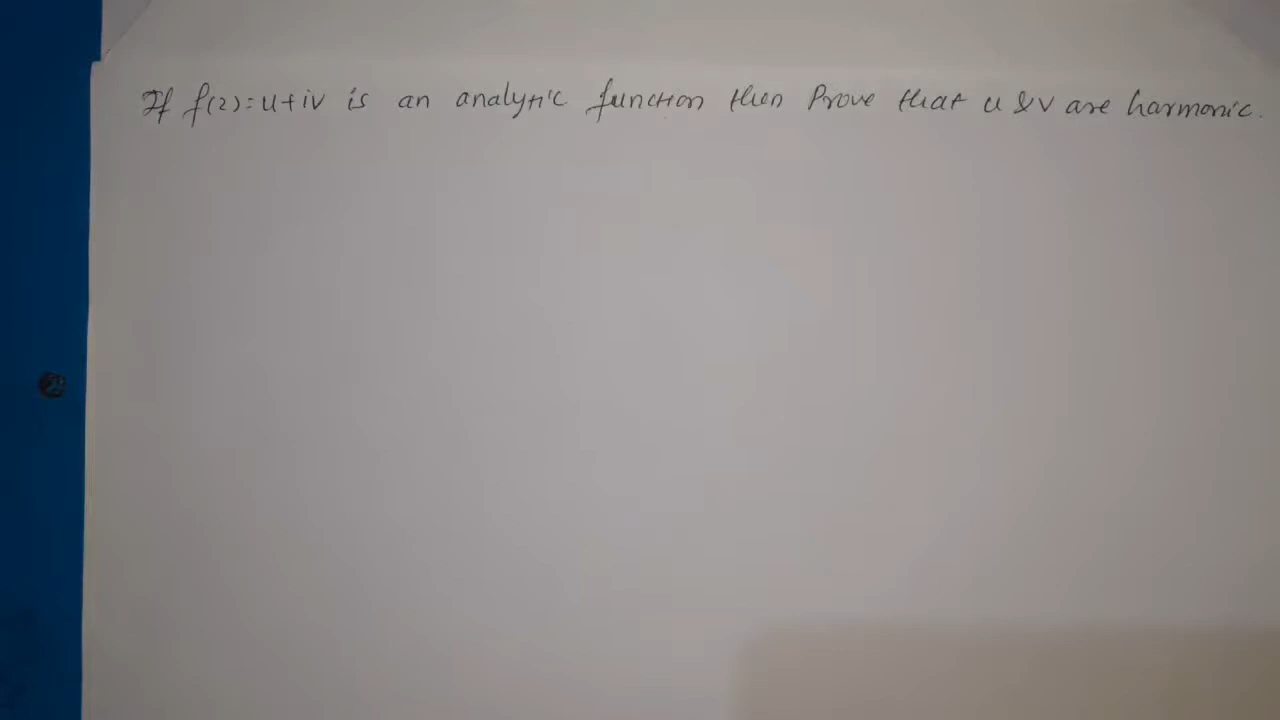 If f(z)=u+iv is an analytic function then Prove that u & v are harmonic.